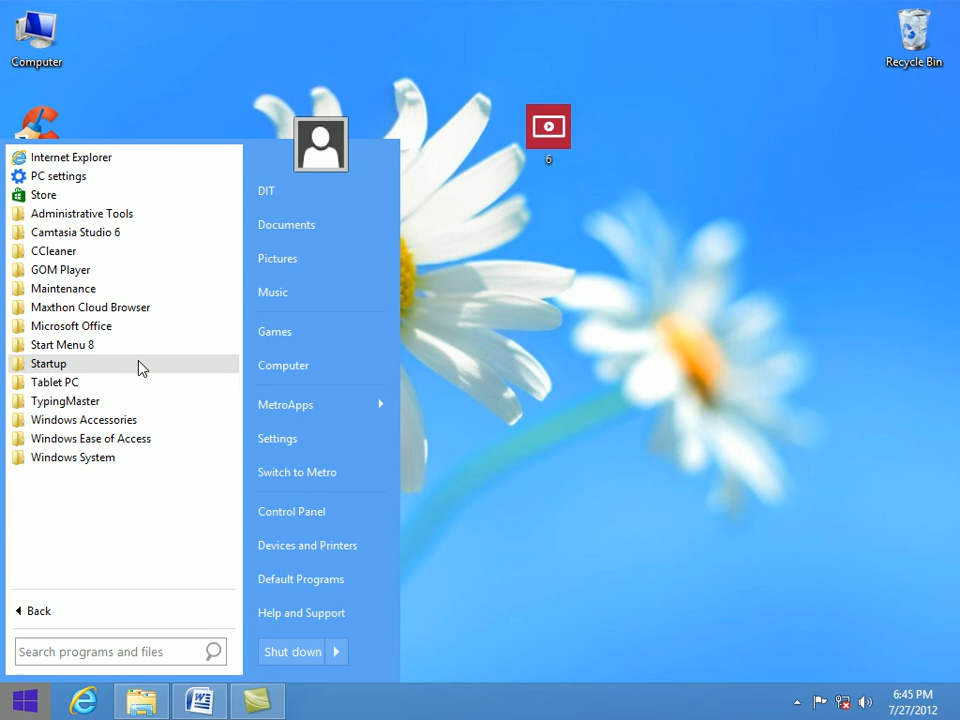 Computer
Recycle Bin
6
Internet Explorer
PC settings
Store
Administrative Tools
Camtasia Studio 6
CCleaner
GOM Player
Maintenance
Maxthon Cloud Browser
Microsoft Office
Start Menu 8
Startup
Tablet PC
TypingMaster
Windows Accessories
Windows Ease of Access
Windows System
Back
Search programs and files
DIT
Documents
Pictures
Music
Games
Computer
MetroApps
Settings
Switch to Metro
Control Panel
Devices and Printers
Default Programs
Help and Support
Shut down
6:45 PM
7/27/2012